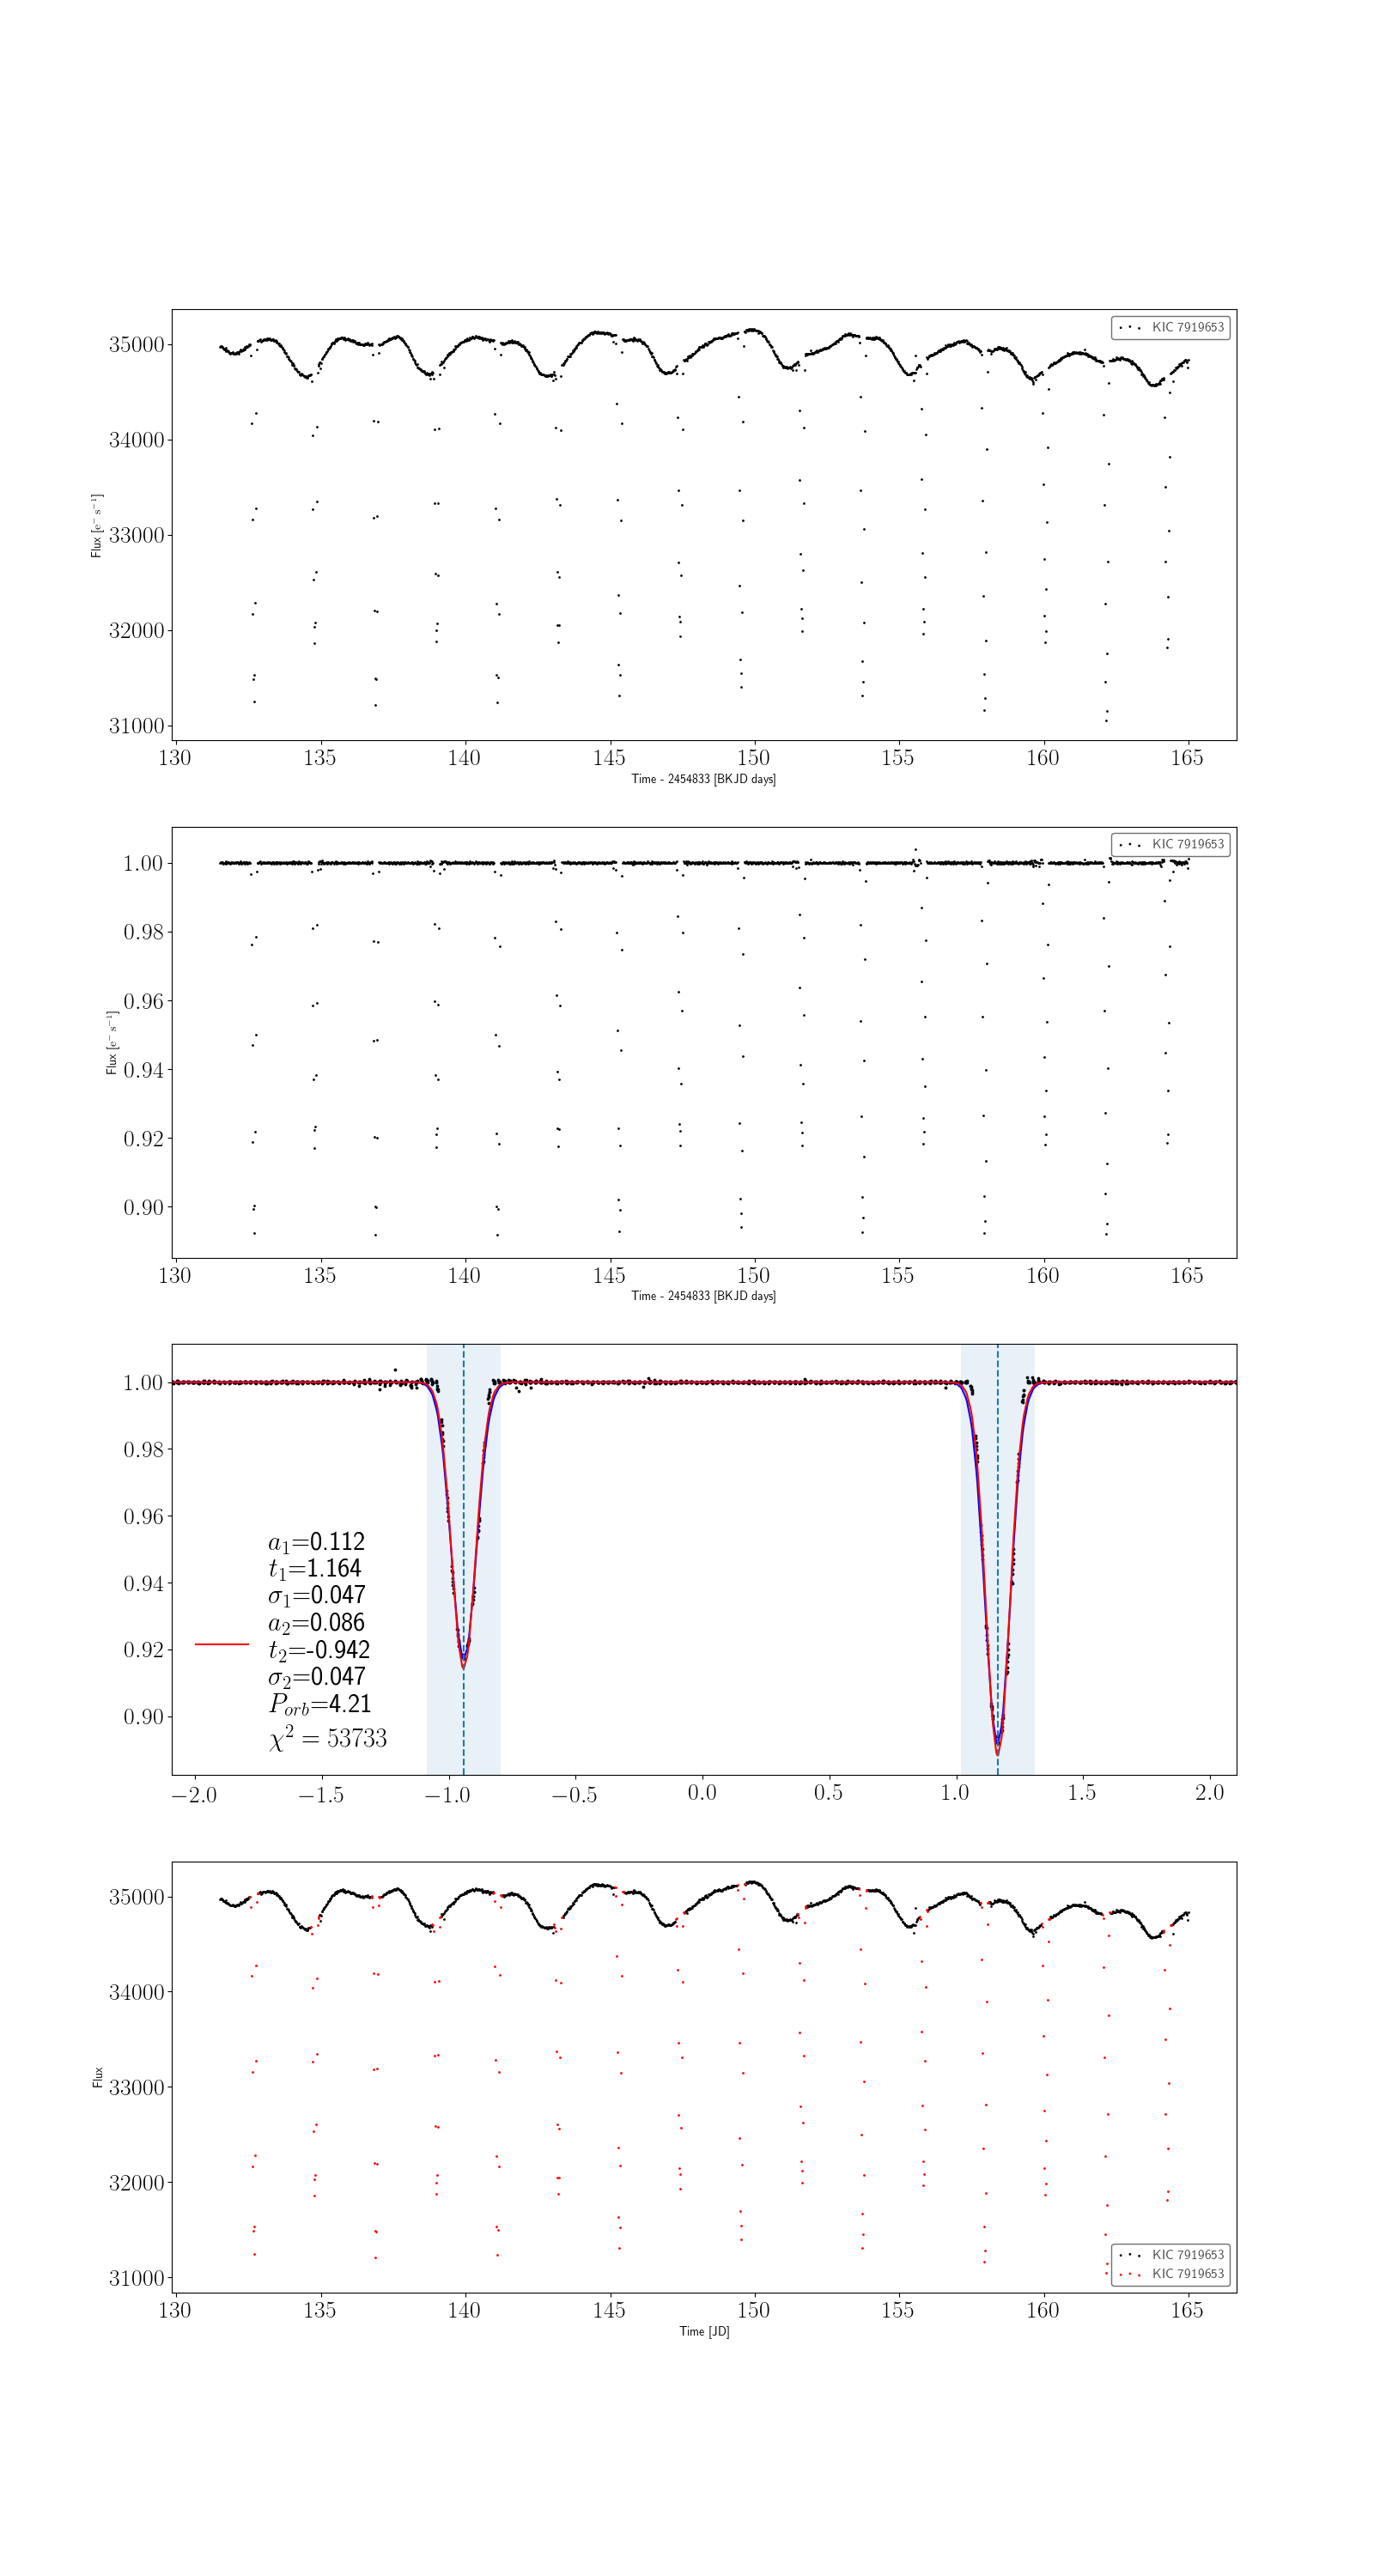 KIC 7919653
35000
34000
33000
32000
31000
Flux [e⁻ s⁻¹]
130 135 140 145 150 155 160 165
Time - 2454833 [BKJD days]
KIC 7919653
1.00
0.98
0.96
0.94
0.92
0.90
Flux [e⁻ s⁻¹]
130 135 140 145 150 155 160 165
Time - 2454833 [BKJD days]
1.00
0.98
0.96
0.94
0.92
0.90
a₁=0.112
t₁=1.164
σ₁=0.047
a₂=0.086
t₂=-0.942
σ₂=0.047
P_orb=4.21
χ² = 53733
−2.0 −1.5 −1.0 −0.5 0.0 0.5 1.0 1.5 2.0
35000
34000
33000
32000
31000
Flux
KIC 7919653
KIC 7919653
130 135 140 145 150 155 160 165
Time [JD]